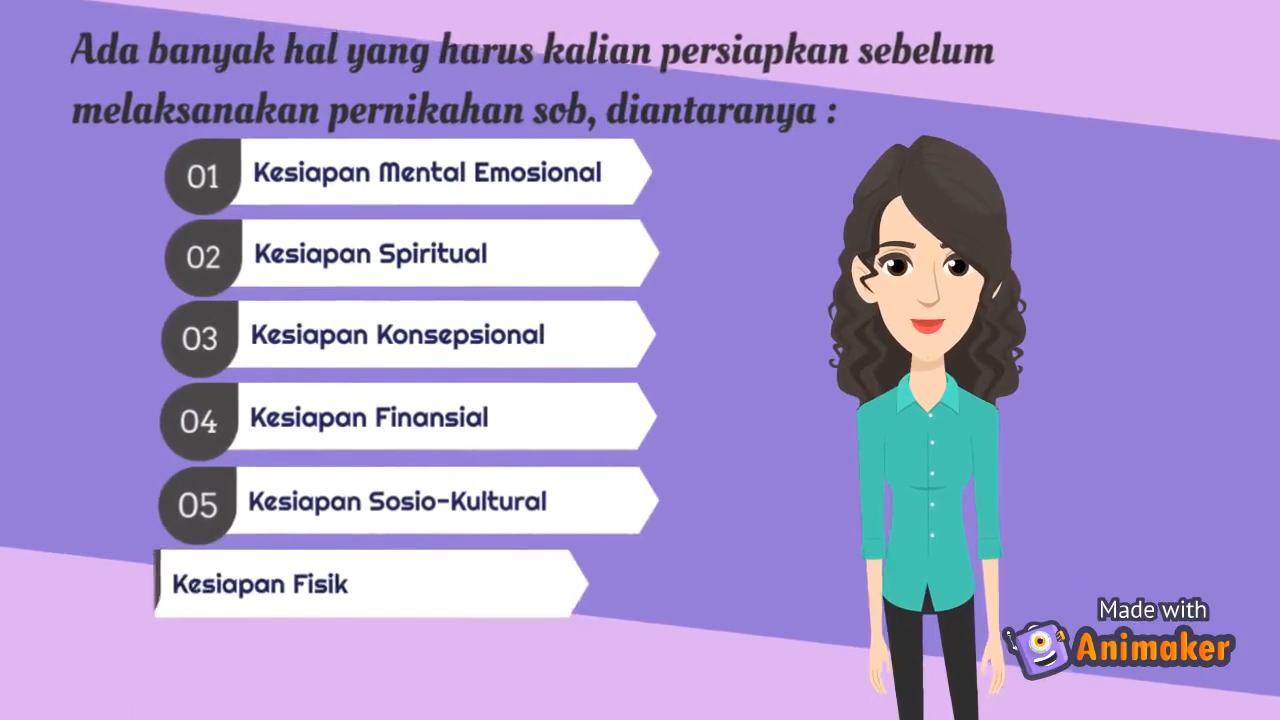 Ada banyak hal yang harus kalian persiapkan sebelum
melaksanakan pernikahan sob, diantaranya :
01 Kesiapan Mental Emosional
02 Kesiapan Spiritual
03 Kesiapan Konsepsional
04 Kesiapan Finansial
05 Kesiapan Sosio-Kultural
Kesiapan Fisik
Made with
Animaker